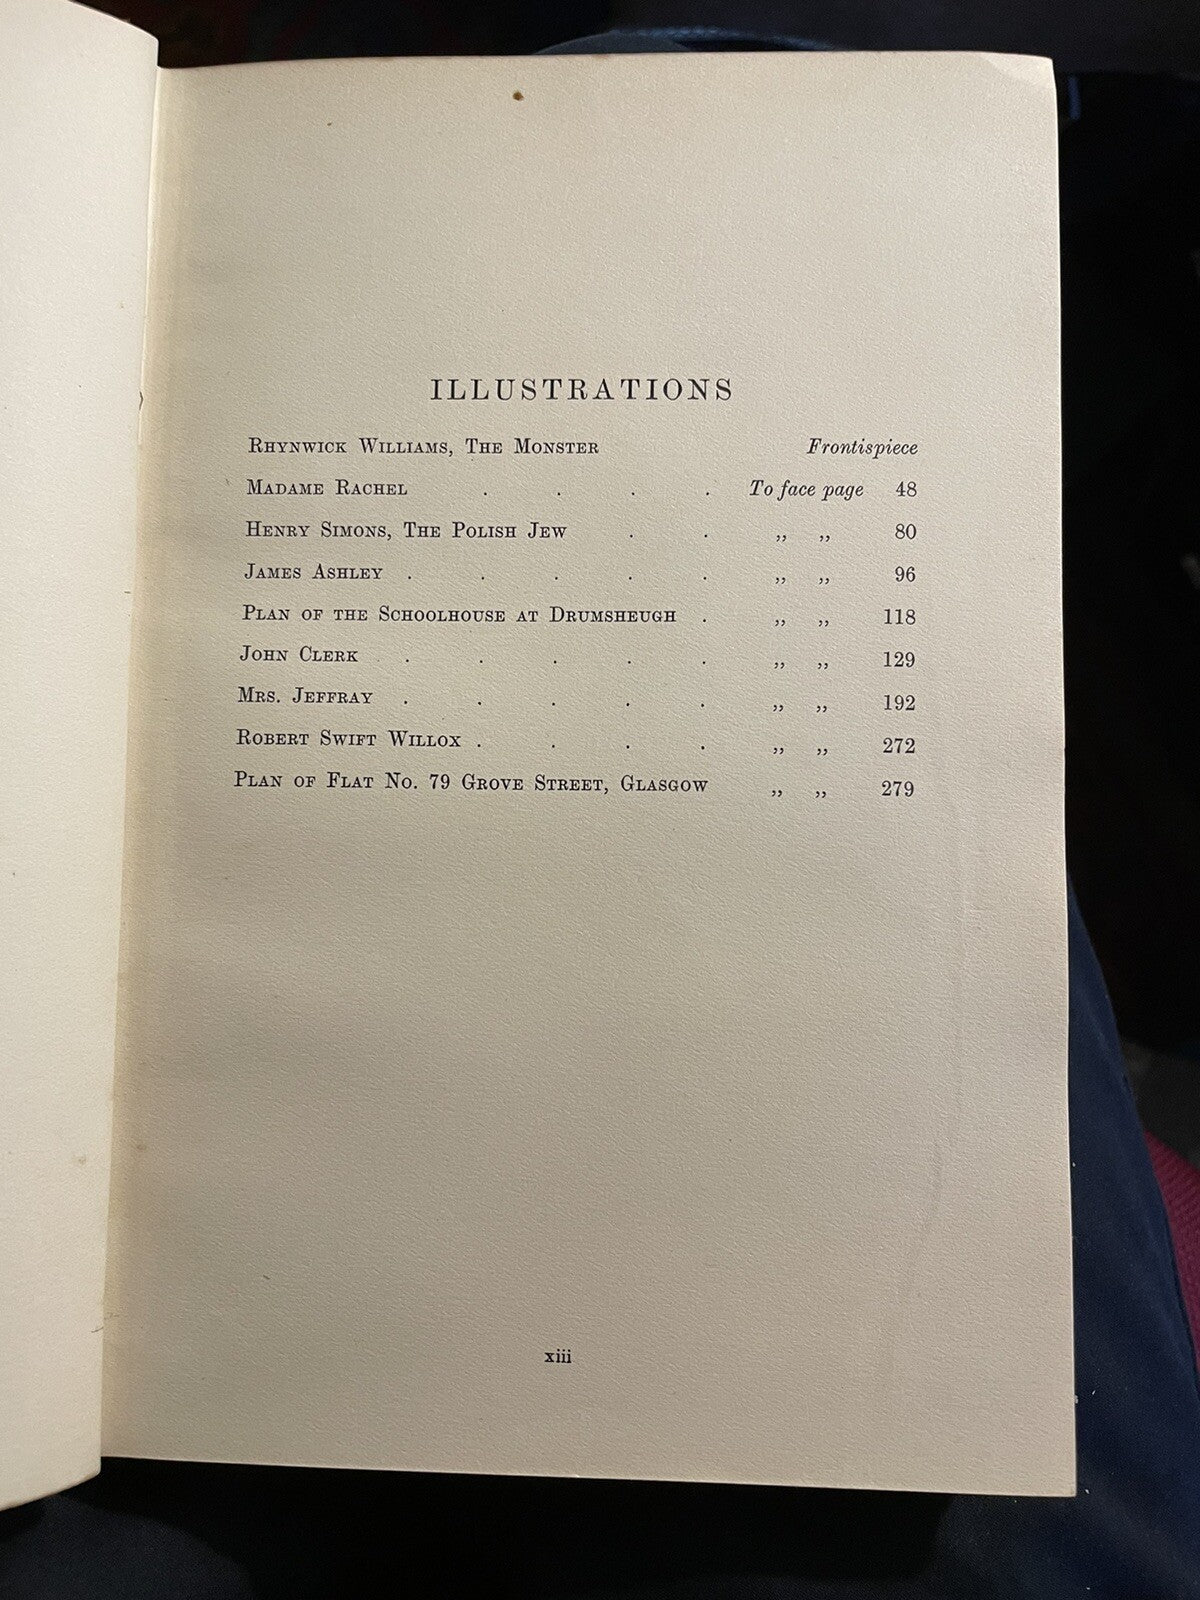 ILLUSTRATIONS
Rhynwick Williams, The Monster Frontispiece
Madame Rachel . . . . To face page 48
Henry Simons, The Polish Jew . . ,, ,, 80
James Ashley . . . . . ,, ,, 96
Plan of the Schoolhouse at Drumsheugh . ,, ,, 118
John Clerk . . . . . ,, ,, 129
Mrs. Jeffray . . . . . ,, ,, 192
Robert Swift Willox . . . . ,, ,, 272
Plan of Flat No. 79 Grove Street, Glasgow ,, ,, 279
xiii